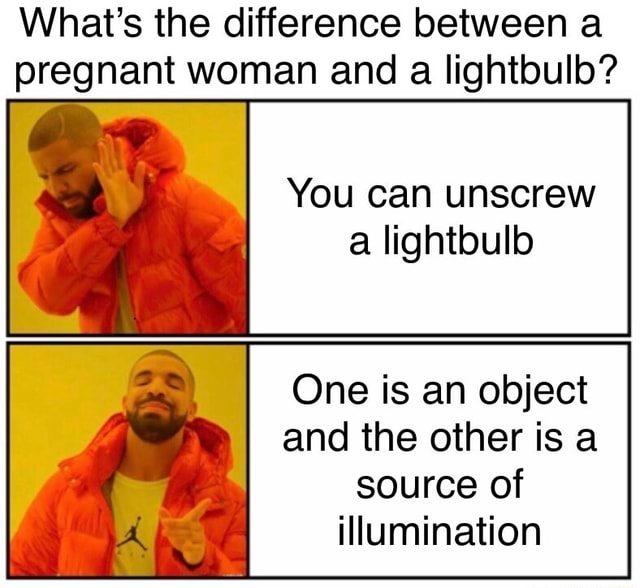 What’s the difference between a
pregnant woman and a lightbulb?
You can unscrew
a lightbulb
One is an object
and the other is a
source of
illumination